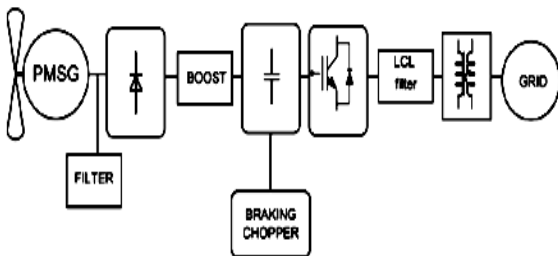 PMSG
BOOST
LCL
filter
GRID
FILTER
BRAKING
CHOPPER